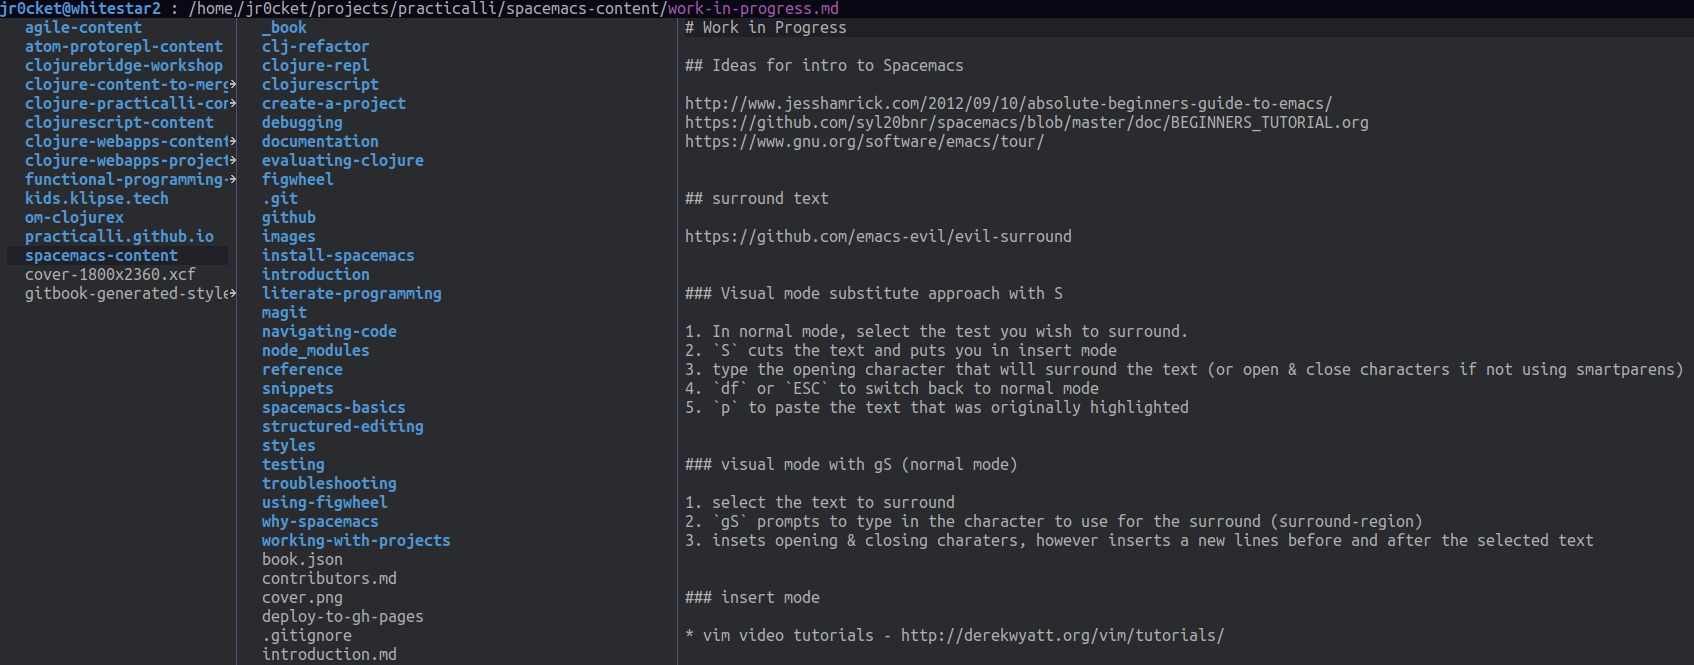 jr0cket@whitestar2 : /home/jr0cket/projects/practicalli/spacemacs-content/work-in-progress.md
agile-content
atom-protorepl-content
clojurebridge-workshop
clojure-content-to-merg→
clojure-practicalli-con→
clojurescript-content
clojure-webapps-content→
clojure-webapps-project→
functional-programming-→
kids.klipse.tech
om-clojurex
practicalli.github.io
spacemacs-content
cover-1800x2360.xcf
gitbook-generated-style→
_book
clj-refactor
clojure-repl
clojurescript
create-a-project
debugging
documentation
evaluating-clojure
figwheel
.git
github
images
install-spacemacs
introduction
literate-programming
magit
navigating-code
node_modules
reference
snippets
spacemacs-basics
structured-editing
styles
testing
troubleshooting
using-figwheel
why-spacemacs
working-with-projects
book.json
contributors.md
cover.png
deploy-to-gh-pages
.gitignore
introduction.md
# Work in Progress
## Ideas for intro to Spacemacs
http://www.jesshamrick.com/2012/09/10/absolute-beginners-guide-to-emacs/
https://github.com/syl20bnr/spacemacs/blob/master/doc/BEGINNERS_TUTORIAL.org
https://www.gnu.org/software/emacs/tour/
## surround text
https://github.com/emacs-evil/evil-surround
### Visual mode substitute approach with S
1. In normal mode, select the test you wish to surround.
2. `S` cuts the text and puts you in insert mode
3. type the opening character that will surround the text (or open & close characters if not using smartparens)
4. `df` or `ESC` to switch back to normal mode
5. `p` to paste the text that was originally highlighted
### visual mode with gS (normal mode)
1. select the text to surround
2. `gS` prompts to type in the character to use for the surround (surround-region)
3. insets opening & closing charaters, however inserts a new lines before and after the selected text
### insert mode
* vim video tutorials - http://derekwyatt.org/vim/tutorials/